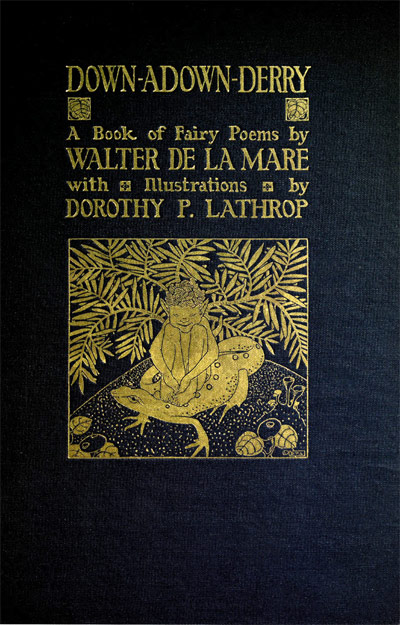 DOWN-ADOWN-DERRY
A Book of Fairy Poems by
WALTER DE LA MARE
with Illustrations by
DOROTHY P. LATHROP